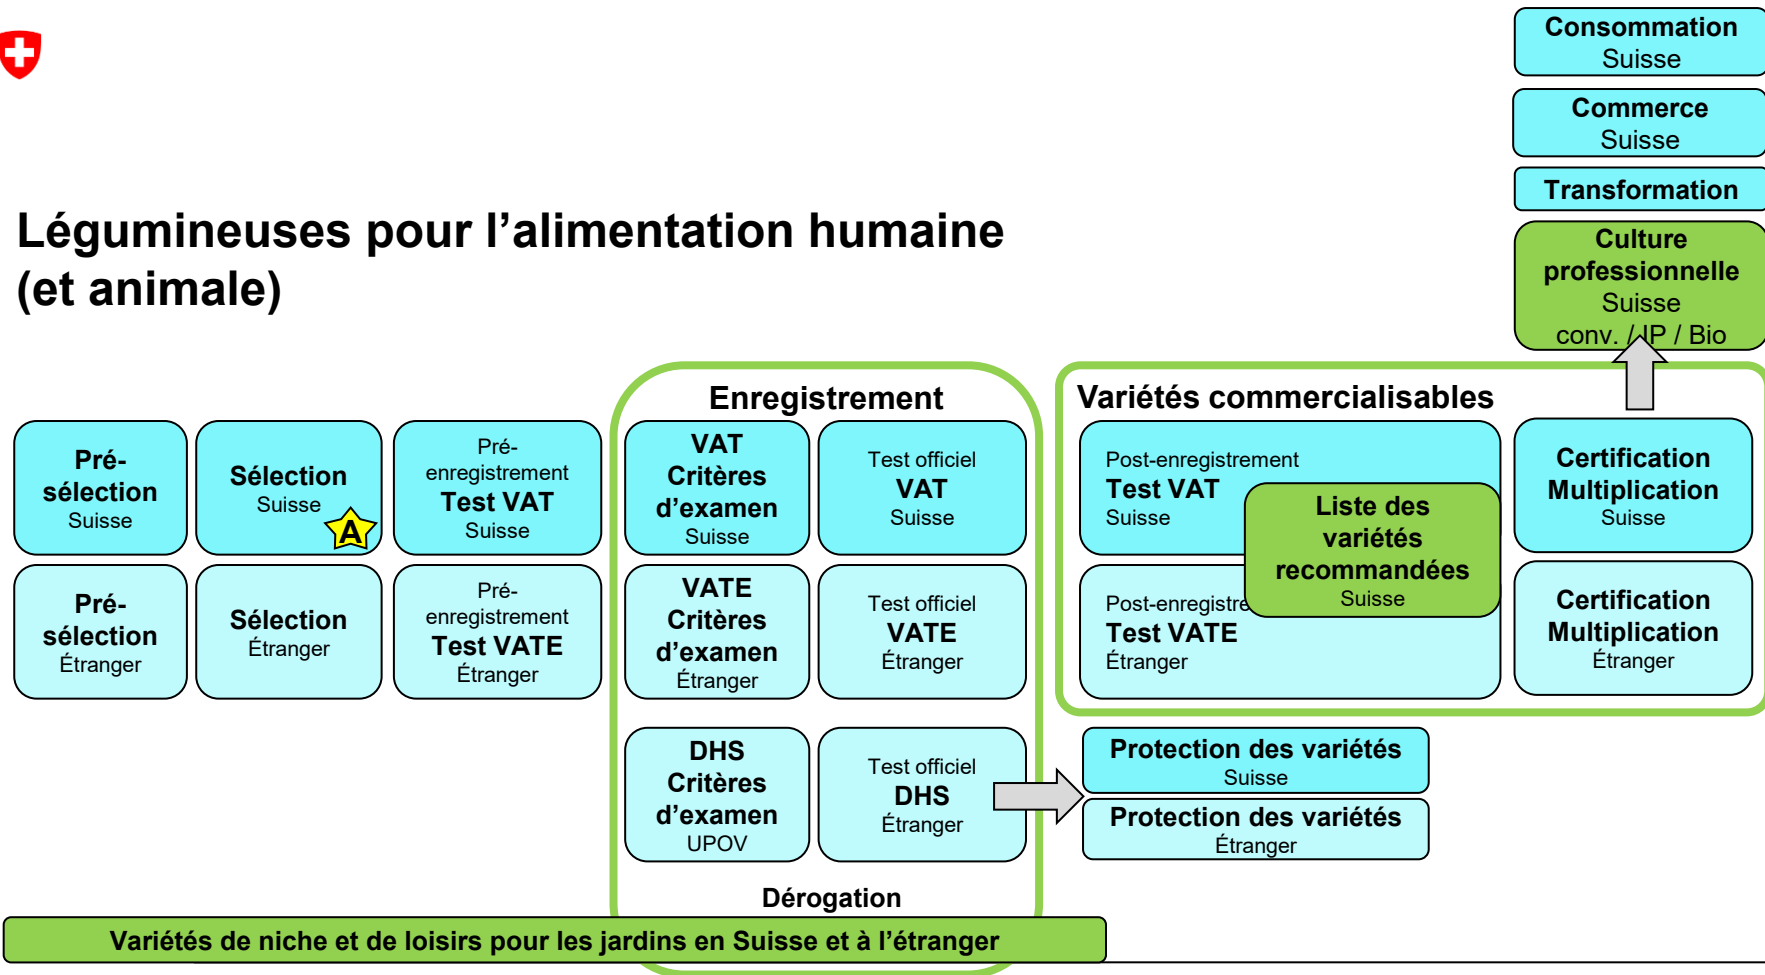 Consommation
Suisse
Commerce
Suisse
Transformation
Culture
professionnelle
Suisse
conv. / IP / Bio
Légumineuses pour l’alimentation humaine
(et animale)
Enregistrement
Variétés commercialisables
Pré-
sélection
Suisse
Sélection
Suisse
A
Pré-
enregistrement
Test VAT
Suisse
VAT
Critères
d’examen
Suisse
Test officiel
VAT
Suisse
Post-enregistrement
Test VAT
Suisse
Liste des
variétés
recommandées
Suisse
Certification
Multiplication
Suisse
Pré-
sélection
Étranger
Sélection
Étranger
Pré-
enregistrement
Test VATE
Étranger
VATE
Critères
d’examen
Étranger
Test officiel
VATE
Étranger
Post-enregistre
Test VATE
Étranger
Certification
Multiplication
Étranger
DHS
Critères
d’examen
UPOV
Test officiel
DHS
Étranger
Protection des variétés
Suisse
Protection des variétés
Étranger
Dérogation
Variétés de niche et de loisirs pour les jardins en Suisse et à l’étranger